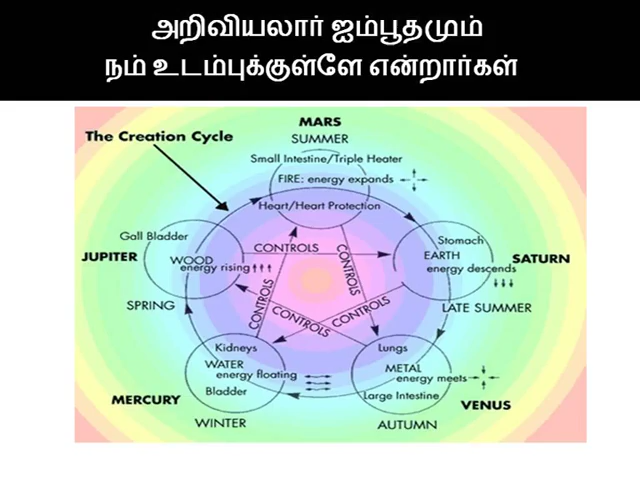 அறிவியலார் ஐம்பூதமும்
நம் உடம்புக்குள்ளே என்றார்கள்
MARS
The Creation Cycle
SUMMER
Small Intestine/Triple Heater
FIRE: energy expands
Heart/Heart Protection
Gall Bladder
JUPITER
WOOD
energy rising
SPRING
CONTROLS
CONTROLS
Stomach
EARTH
SATURN
energy descends
LATE SUMMER
CONTROLS
CONTROLS
CONTROLS
Kidneys
WATER
energy floating
Bladder
MERCURY
WINTER
Lungs
METAL
energy meets
Large Intestine
VENUS
AUTUMN